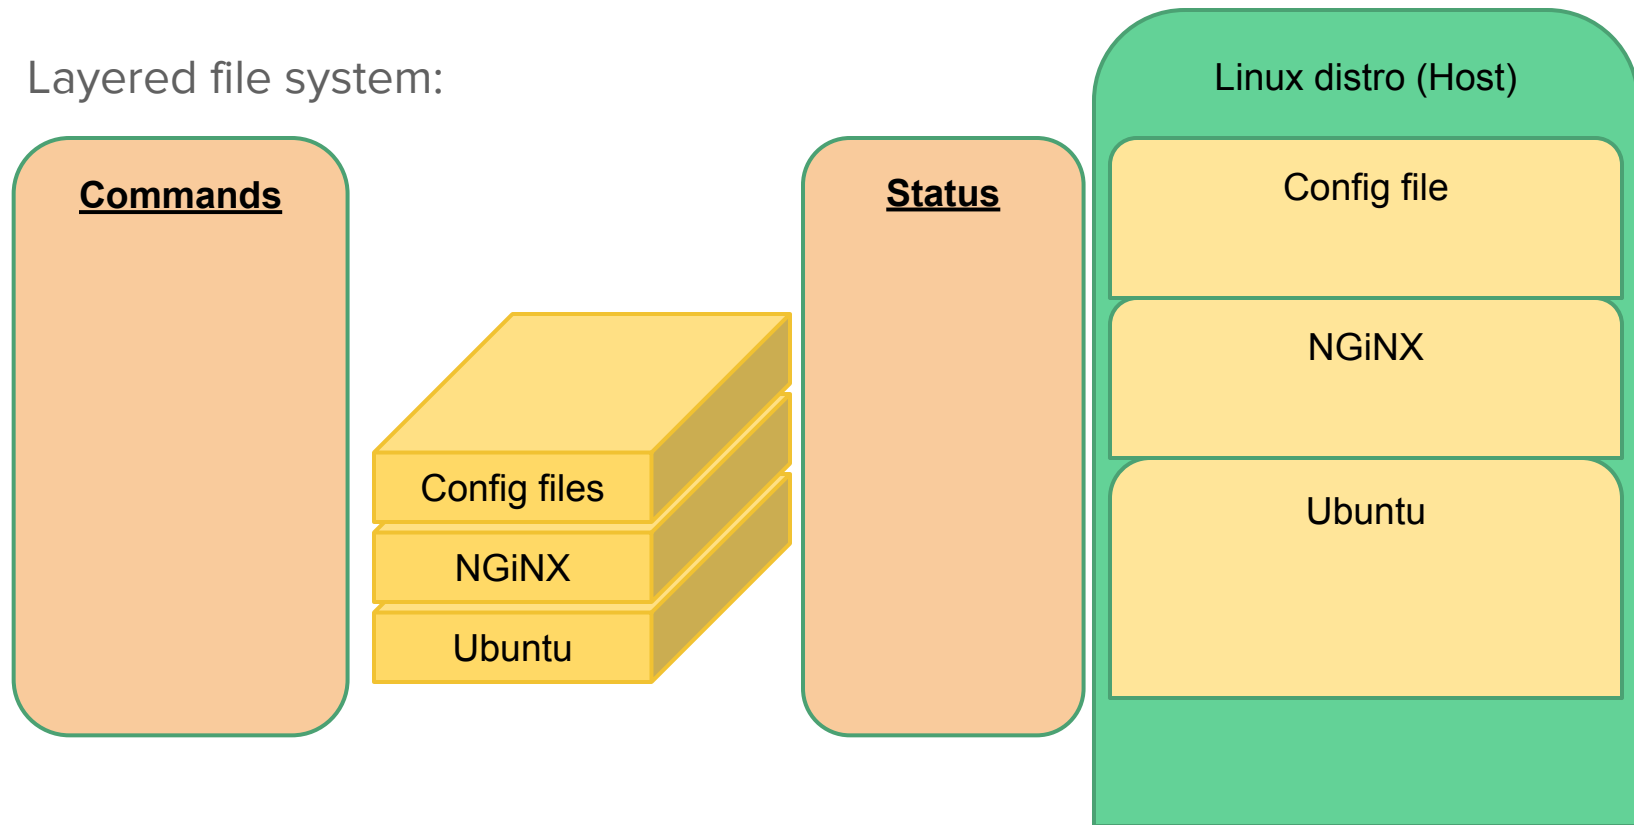 Layered file system:
Commands
Config files
NGiNX
Ubuntu
Status
Linux distro (Host)
Config file
NGiNX
Ubuntu